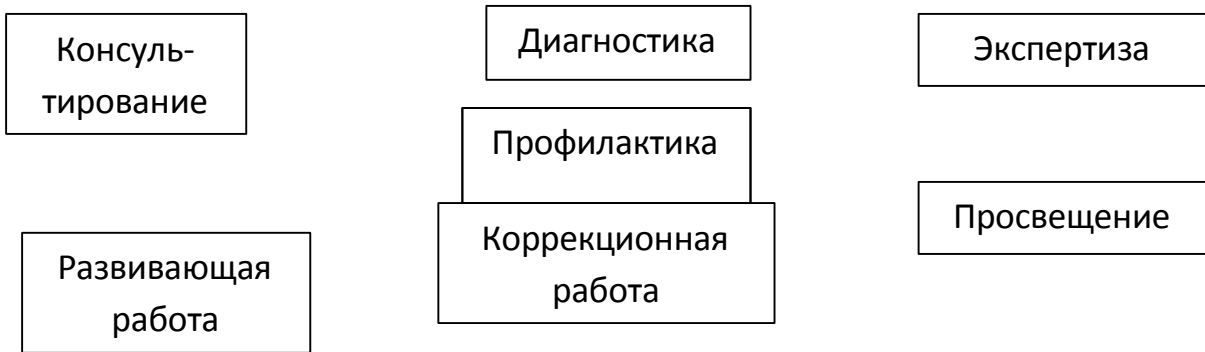 Консуль-
тирование
Диагностика
Экспертиза
Профилактика
Просвещение
Развивающая
работа
Коррекционная
работа